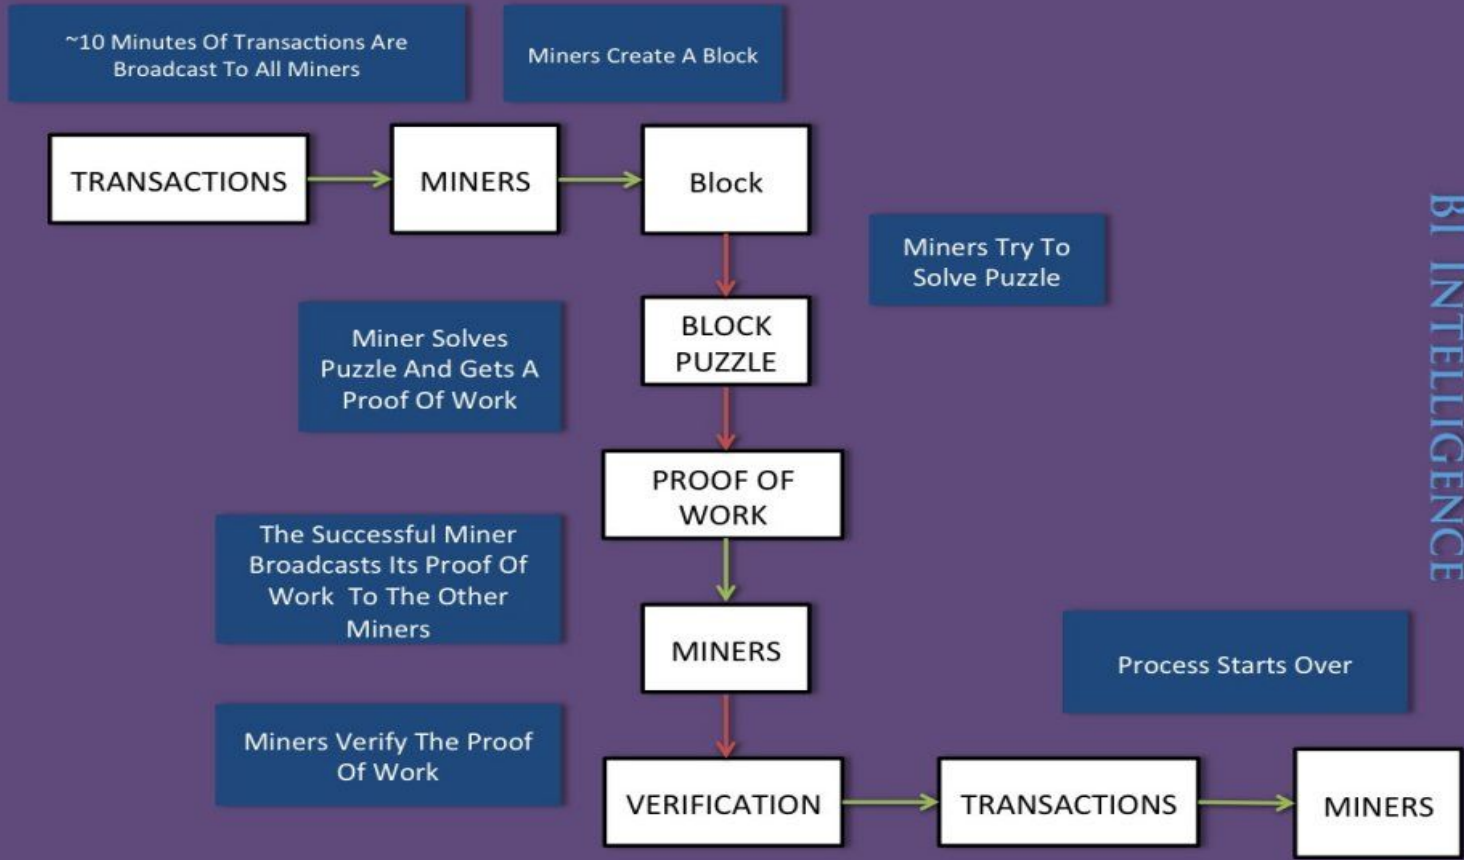 ~10 Minutes Of Transactions Are
Broadcast To All Miners
Miners Create A Block
TRANSACTIONS
MINERS
Block
Miners Try To
Solve Puzzle
BLOCK
PUZZLE
Miner Solves
Puzzle And Gets A
Proof Of Work
PROOF OF
WORK
The Successful Miner
Broadcasts Its Proof Of
Work To The Other
Miners
MINERS
Miners Verify The Proof
Of Work
VERIFICATION
TRANSACTIONS
MINERS
Process Starts Over
BI INTELLIGENCE